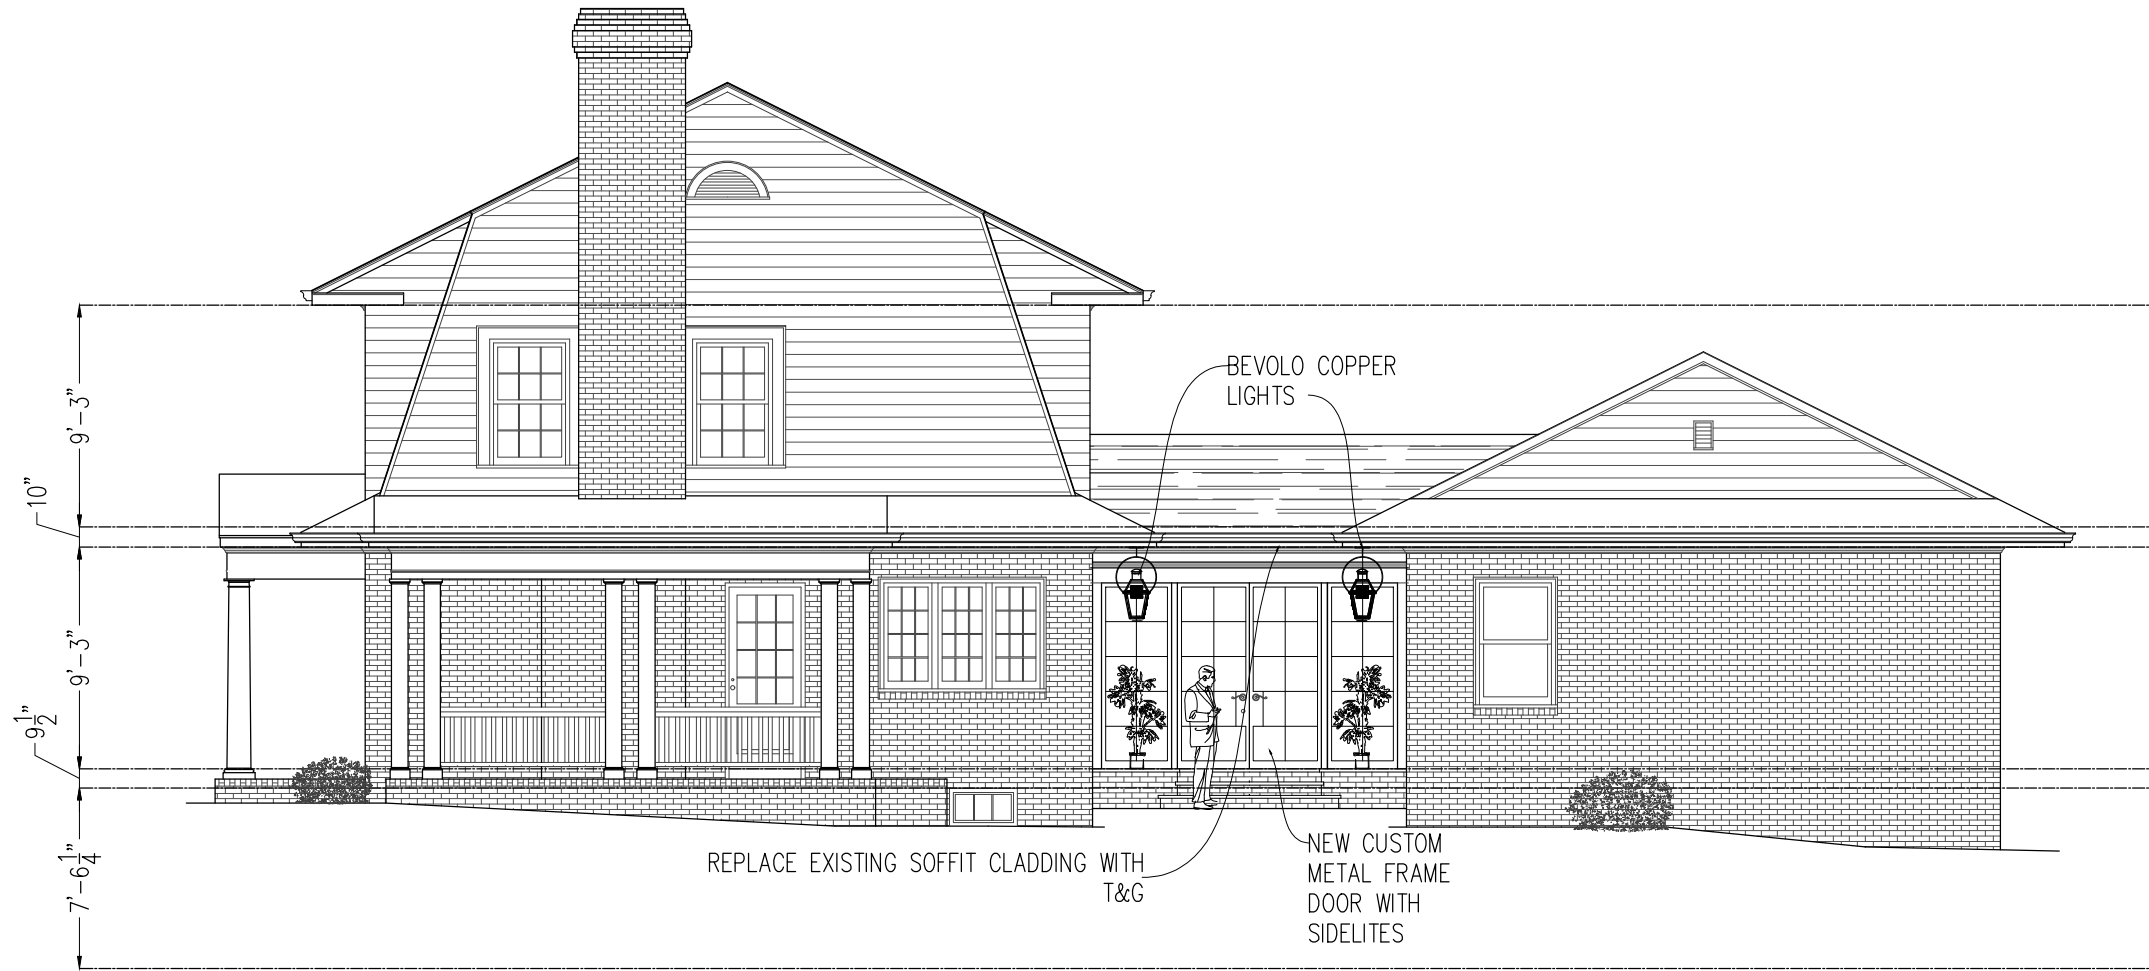 BEVOLO COPPER
LIGHTS
9'-3"
10"
9'-3"
9 1/2"
7'-6 1/4"
REPLACE EXISTING SOFFIT CLADDING WITH
T&G
NEW CUSTOM
METAL FRAME
DOOR WITH
SIDELITES